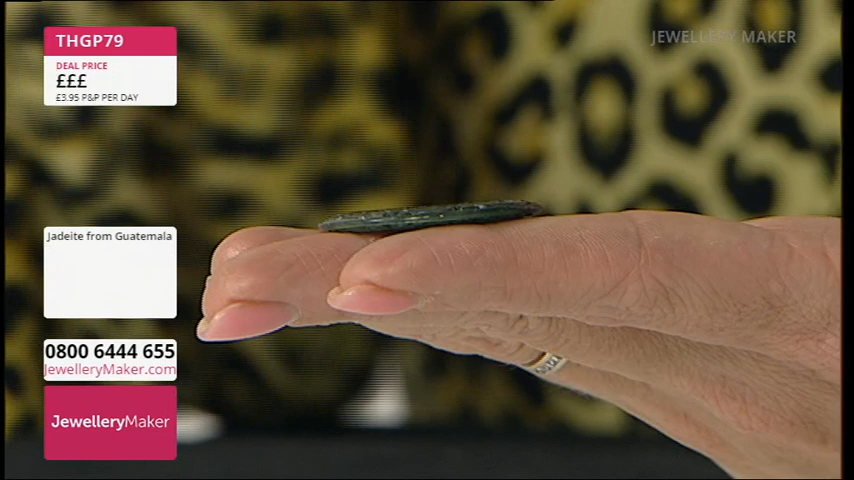 THGP79
DEAL PRICE
£££
£3.95 P&P PER DAY
JEWELLERY MAKER
Jadeite from Guatemala
0800 6444 655
JewelleryMaker.com
JewelleryMaker